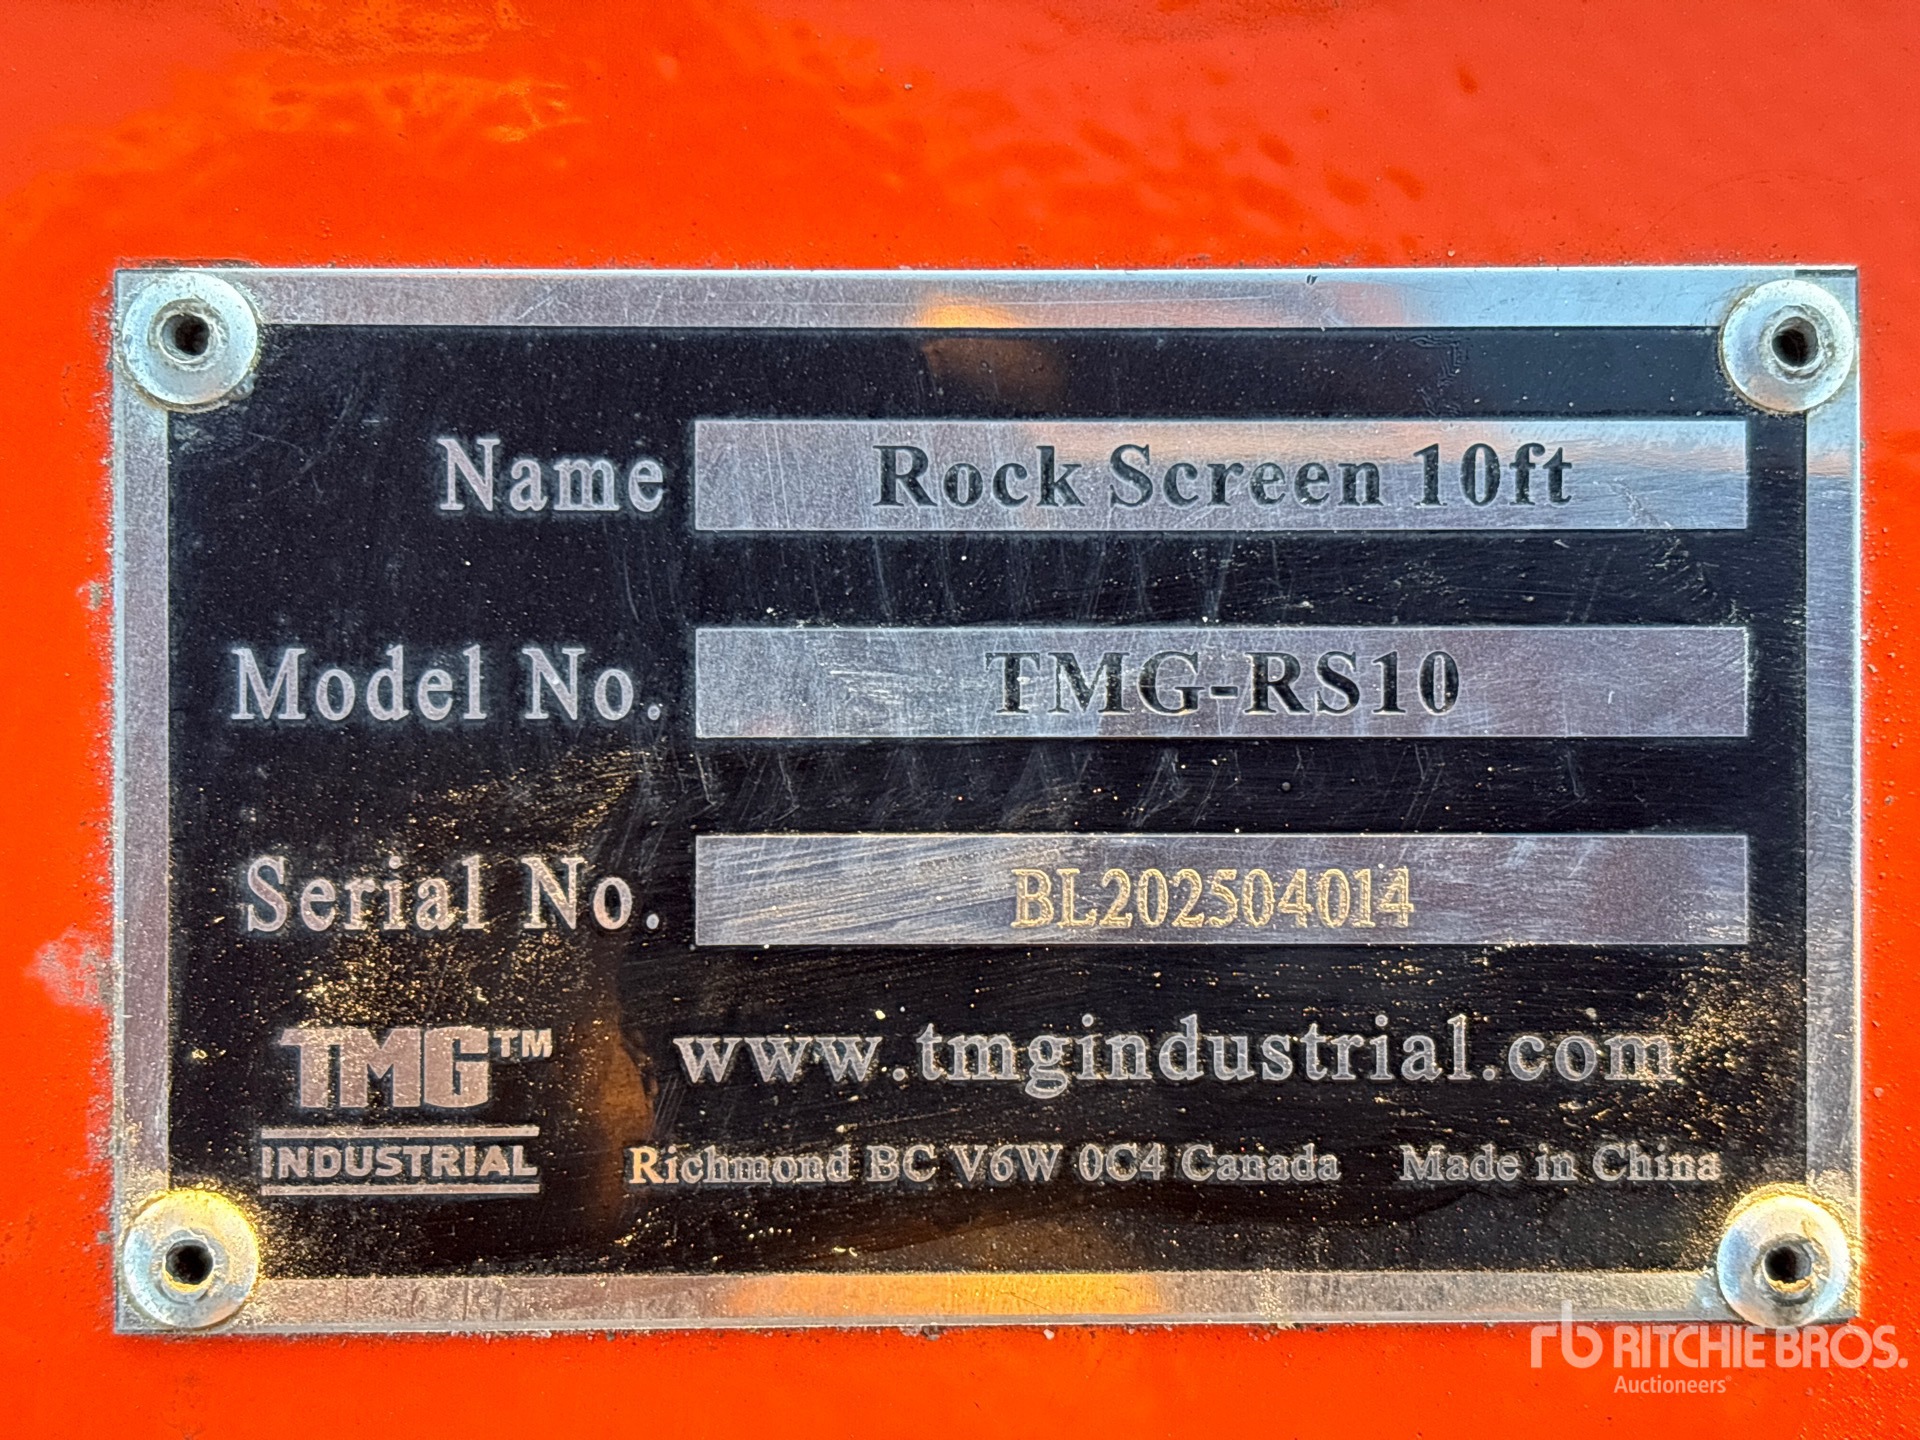 Name Rock Screen 10ft
Model No. TMG-RS10
Serial No. BL202504014
TMG™
INDUSTRIAL
www.tmgindustrial.com
Richmond BC V6W 0C4 Canada Made in China
rb RITCHIE BROS.
Auctioneers